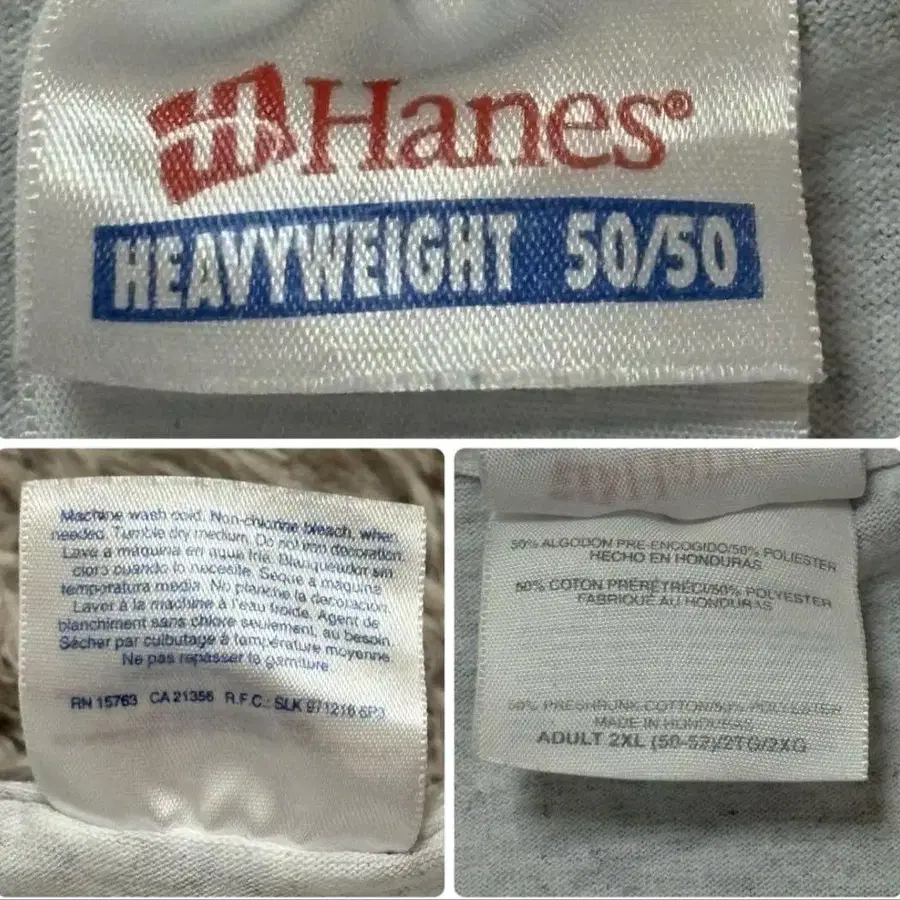 Hanes®
HEAVYWEIGHT 50/50
Machine wash cold. Non-chlorine bleach, when
needed. Tumble dry medium. Do not iron decoration.
Lave a máquina en agua fría. Blanqueador sin
cloro cuando lo necesite. Seque a máquina
temperatura media. No planche la decoración.
Laver à la machine à l'eau froide. Agent de
blanchiment sans chlore seulement, au besoin.
Sécher par culbutage à température moyenne.
Ne pas repasser la garniture.
RN 15763 CA 21356 R.F.C.: SLK 971216 6P3
50% ALGODON PRE-ENCOGIDO/50% POLIESTER
HECHO EN HONDURAS
50% COTON PRÉRÉTRÉCI/50% POLYESTER
FABRIQUÉ AU HONDURAS
50% PRESHRUNK COTTON/
MADE IN HONDURAS
ADULT 2XL (50-52)/2TG/2XG